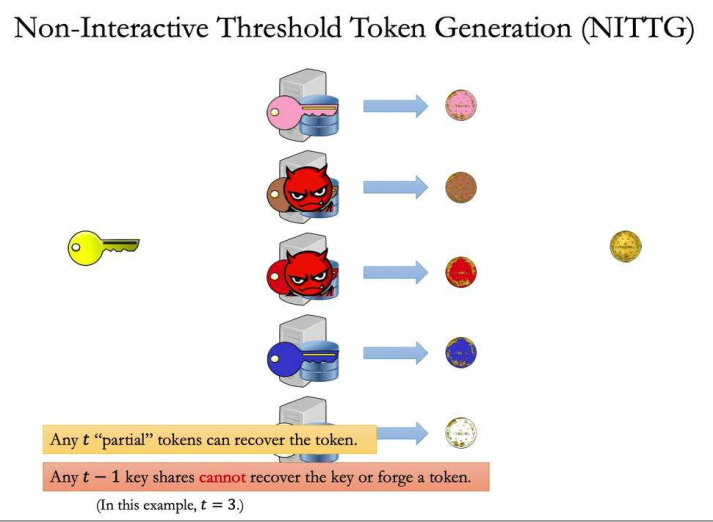 Non-Interactive Threshold Token Generation (NITTG)
Any t “partial” tokens can recover the token.
Any t − 1 key shares cannot recover the key or forge a token.
(In this example, t = 3.)